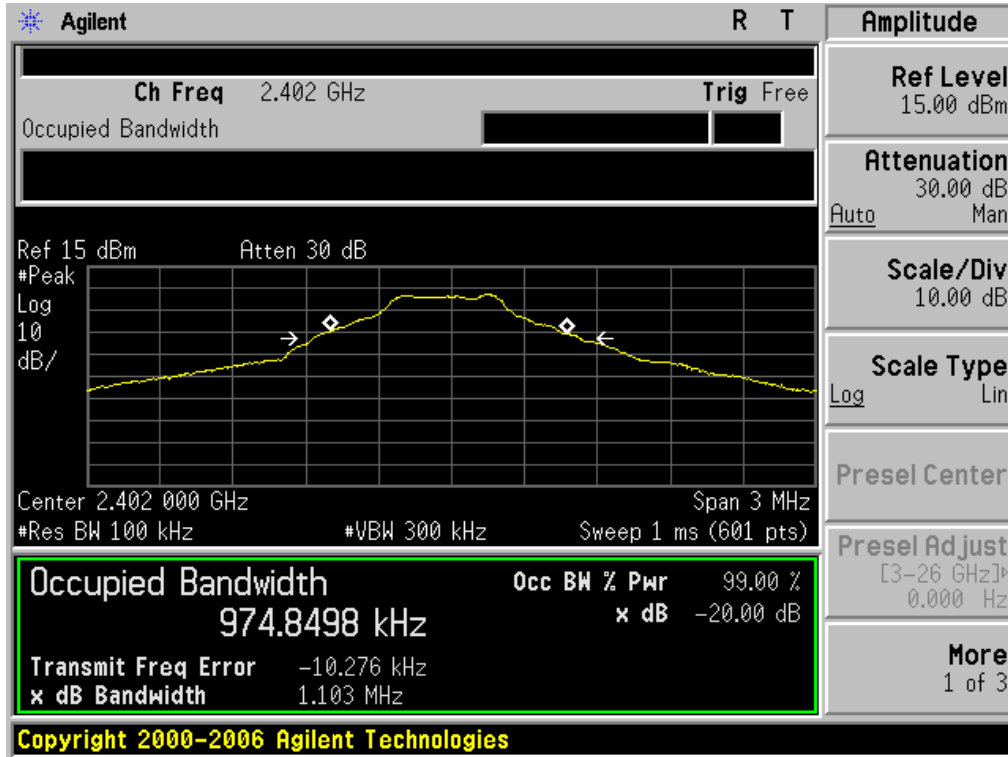 Agilent R T
Ch Freq 2.402 GHz Trig Free
Occupied Bandwidth
Ref 15 dBm Atten 30 dB
#Peak
Log
10
dB/
Center 2.402 000 GHz Span 3 MHz
#Res BW 100 kHz #VBW 300 kHz Sweep 1 ms (601 pts)
Occupied Bandwidth Occ BW % Pwr 99.00 %
974.8498 kHz x dB -20.00 dB
Transmit Freq Error -10.276 kHz
x dB Bandwidth 1.103 MHz
Copyright 2000-2006 Agilent Technologies
Amplitude
Ref Level
15.00 dBm
Attenuation
30.00 dB
Auto Man
Scale/Div
10.00 dB
Scale Type
Log Lin
Presel Center
Presel Adjust
[3-26 GHz]
0.000 Hz
More
1 of 3